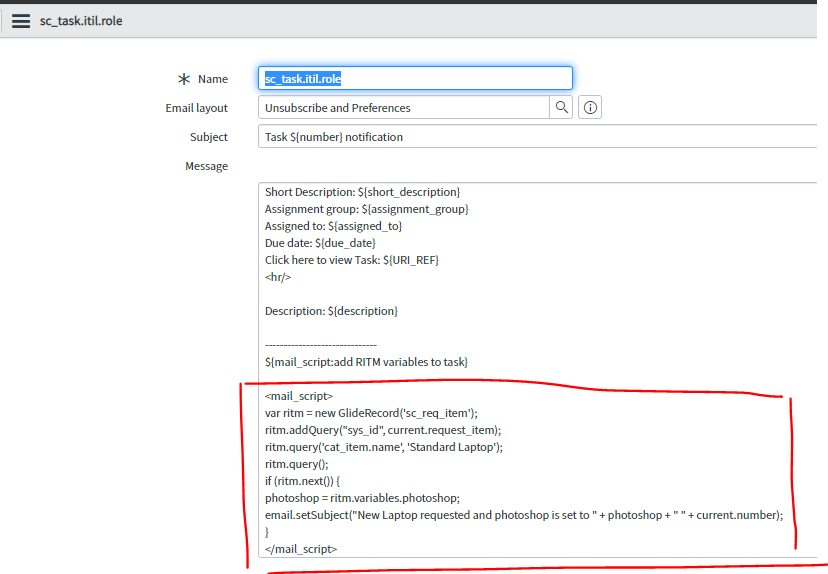 sc_task.itil.role
* Name sc_task.itil.role
Email layout Unsubscribe and Preferences
Subject Task ${number} notification
Message
Short Description: ${short_description}
Assignment group: ${assignment_group}
Assigned to: ${assigned_to}
Due date: ${due_date}
Click here to view Task: ${URI_REF}
<hr/>
Description: ${description}
------------------------------
${mail_script:add RITM variables to task}
<mail_script>
var ritm = new GlideRecord('sc_req_item');
ritm.addQuery("sys_id", current.request_item);
ritm.query('cat_item.name', 'Standard Laptop');
ritm.query();
if (ritm.next()) {
photoshop = ritm.variables.photoshop;
email.setSubject("New Laptop requested and photoshop is set to " + photoshop + " " + current.number);
}
</mail_script>